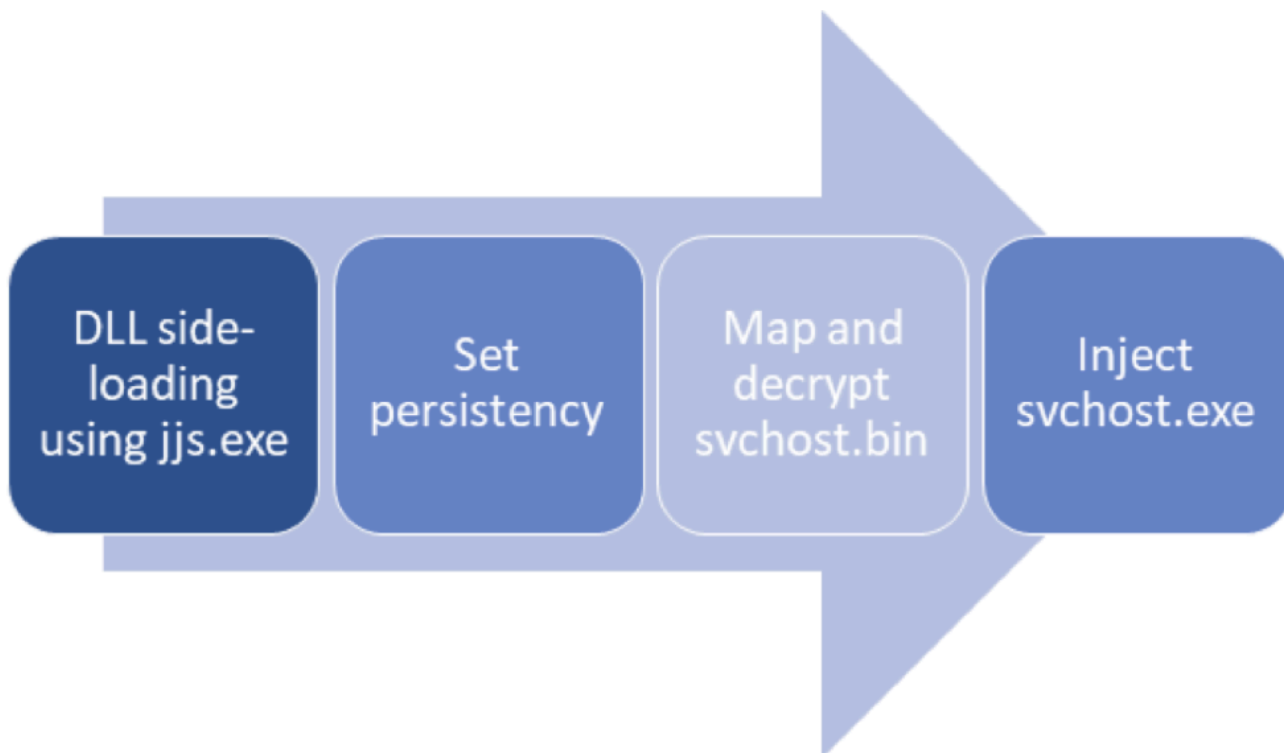 DLL side-
loading
using jjs.exe
Set
persistency
Map and
decrypt
svchost.bin
Inject
svchost.exe